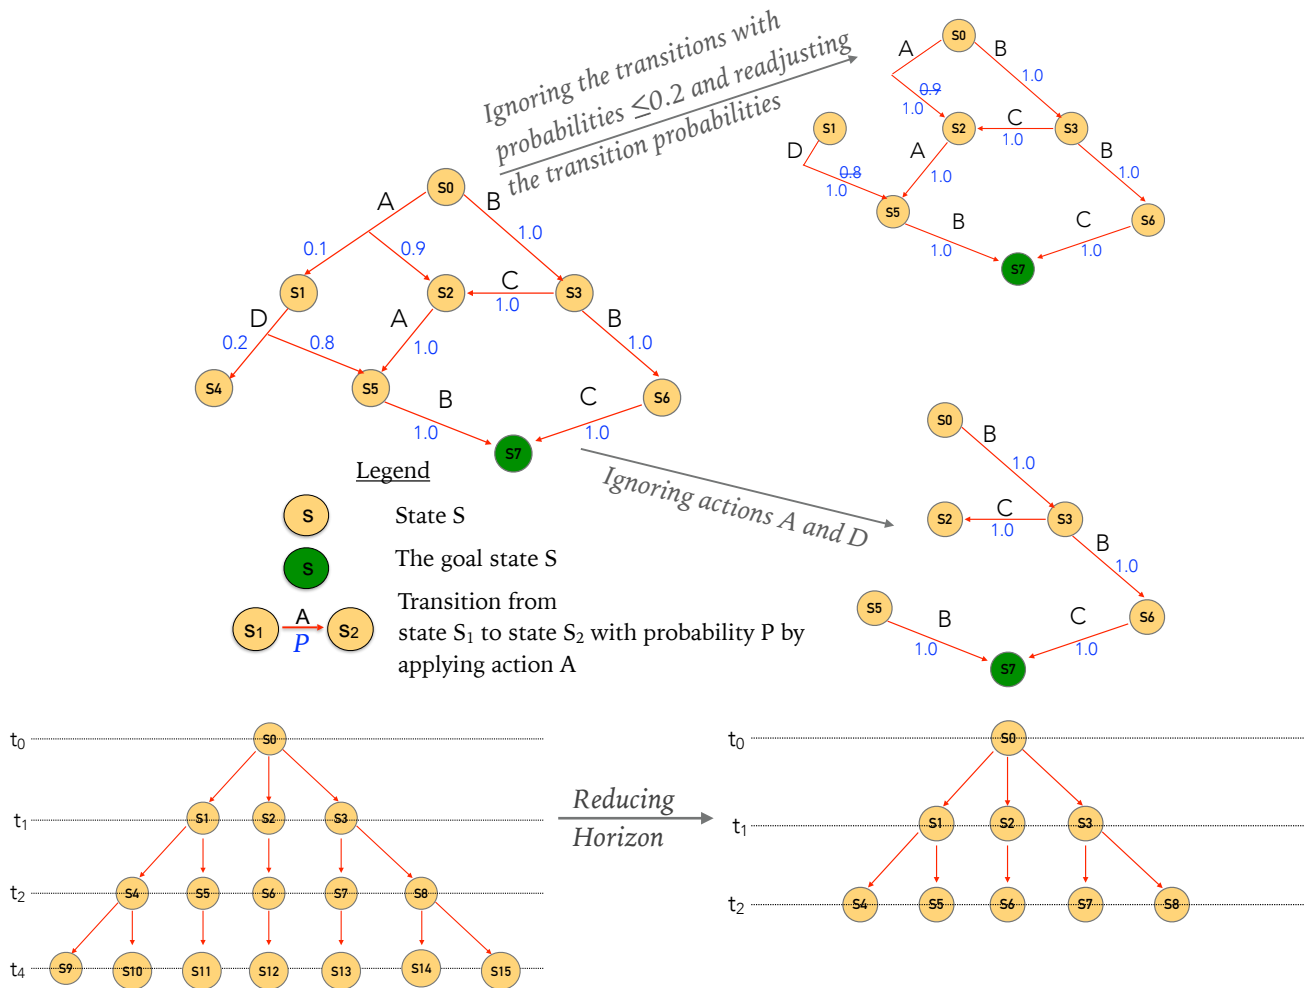 Ignoring the transitions with
probabilities ≤0.2 and readjusting
the transition probabilities
S0
A
B
0.9
1.0
1.0
S1
S2
C
1.0
S3
D
A
B
0.8
1.0
1.0
1.0
S5
B
C
S6
1.0
1.0
S7
S0
A
B
0.1
0.9
1.0
S1
S2
C
1.0
S3
D
A
B
0.2
0.8
1.0
1.0
S4
S5
B
C
S6
1.0
1.0
S7
Ignoring actions A and D
S0
B
1.0
S2
C
1.0
S3
B
1.0
S5
B
C
S6
1.0
1.0
S7
Legend
S State S
S The goal state S
S1 A P S2 Transition from
state S1 to state S2 with probability P by
applying action A
t0 S0
t1 S1 S2 S3
t2 S4 S5 S6 S7 S8
t4 S9 S10 S11 S12 S13 S14 S15
Reducing
Horizon
t0 S0
t1 S1 S2 S3
t2 S4 S5 S6 S7 S8